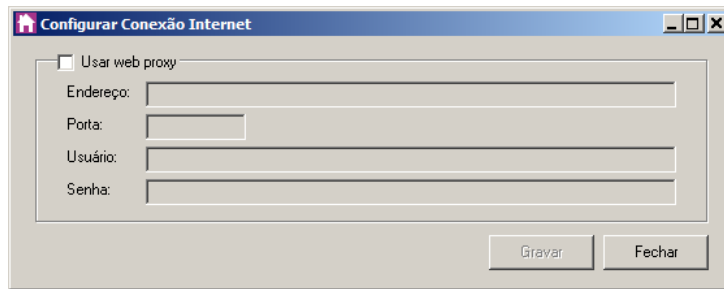 Configurar Conexão Internet
Usar web proxy
Endereço:
Porta:
Usuário:
Senha:
Gravar Fechar